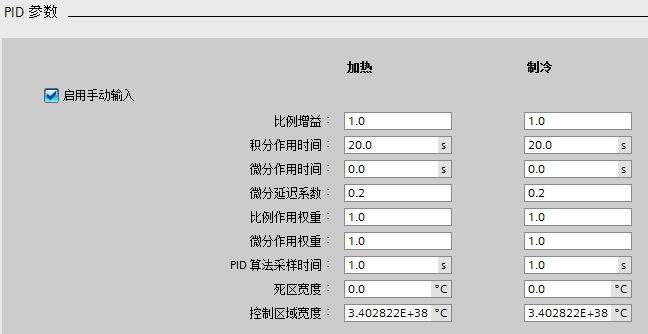 PID 参数
加热 制冷
启用手动输入
比例增益： 1.0 1.0
积分作用时间： 20.0 s 20.0 s
微分作用时间： 0.0 s 0.0 s
微分延迟系数： 0.2 0.2
比例作用权重： 1.0 1.0
微分作用权重： 1.0 1.0
PID 算法采样时间： 1.0 s 1.0 s
死区宽度： 0.0 °C 0.0 °C
控制区域宽度： 3.402822E+38 °C 3.402822E+38 °C